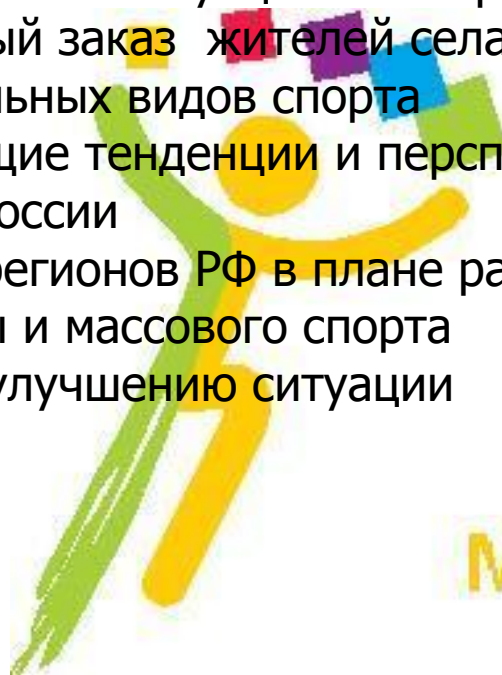 ый заказ жителей села
льных видов спорта
щие тенденции и персп
оссии
регионов РФ в плане ра
и массового спорта
улучшению ситуации